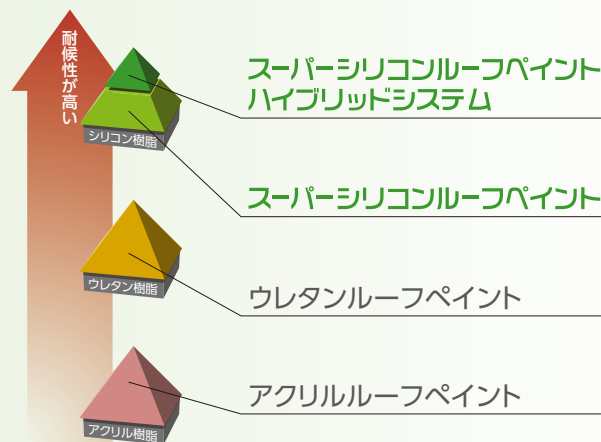 耐候性が高い
スーパーシリコンルーフペイント
ハイブリッドシステム
シリコン樹脂
スーパーシリコンルーフペイント
ウレタン樹脂
ウレタンルーフペイント
アクリルルーフペイント
アクリル樹脂